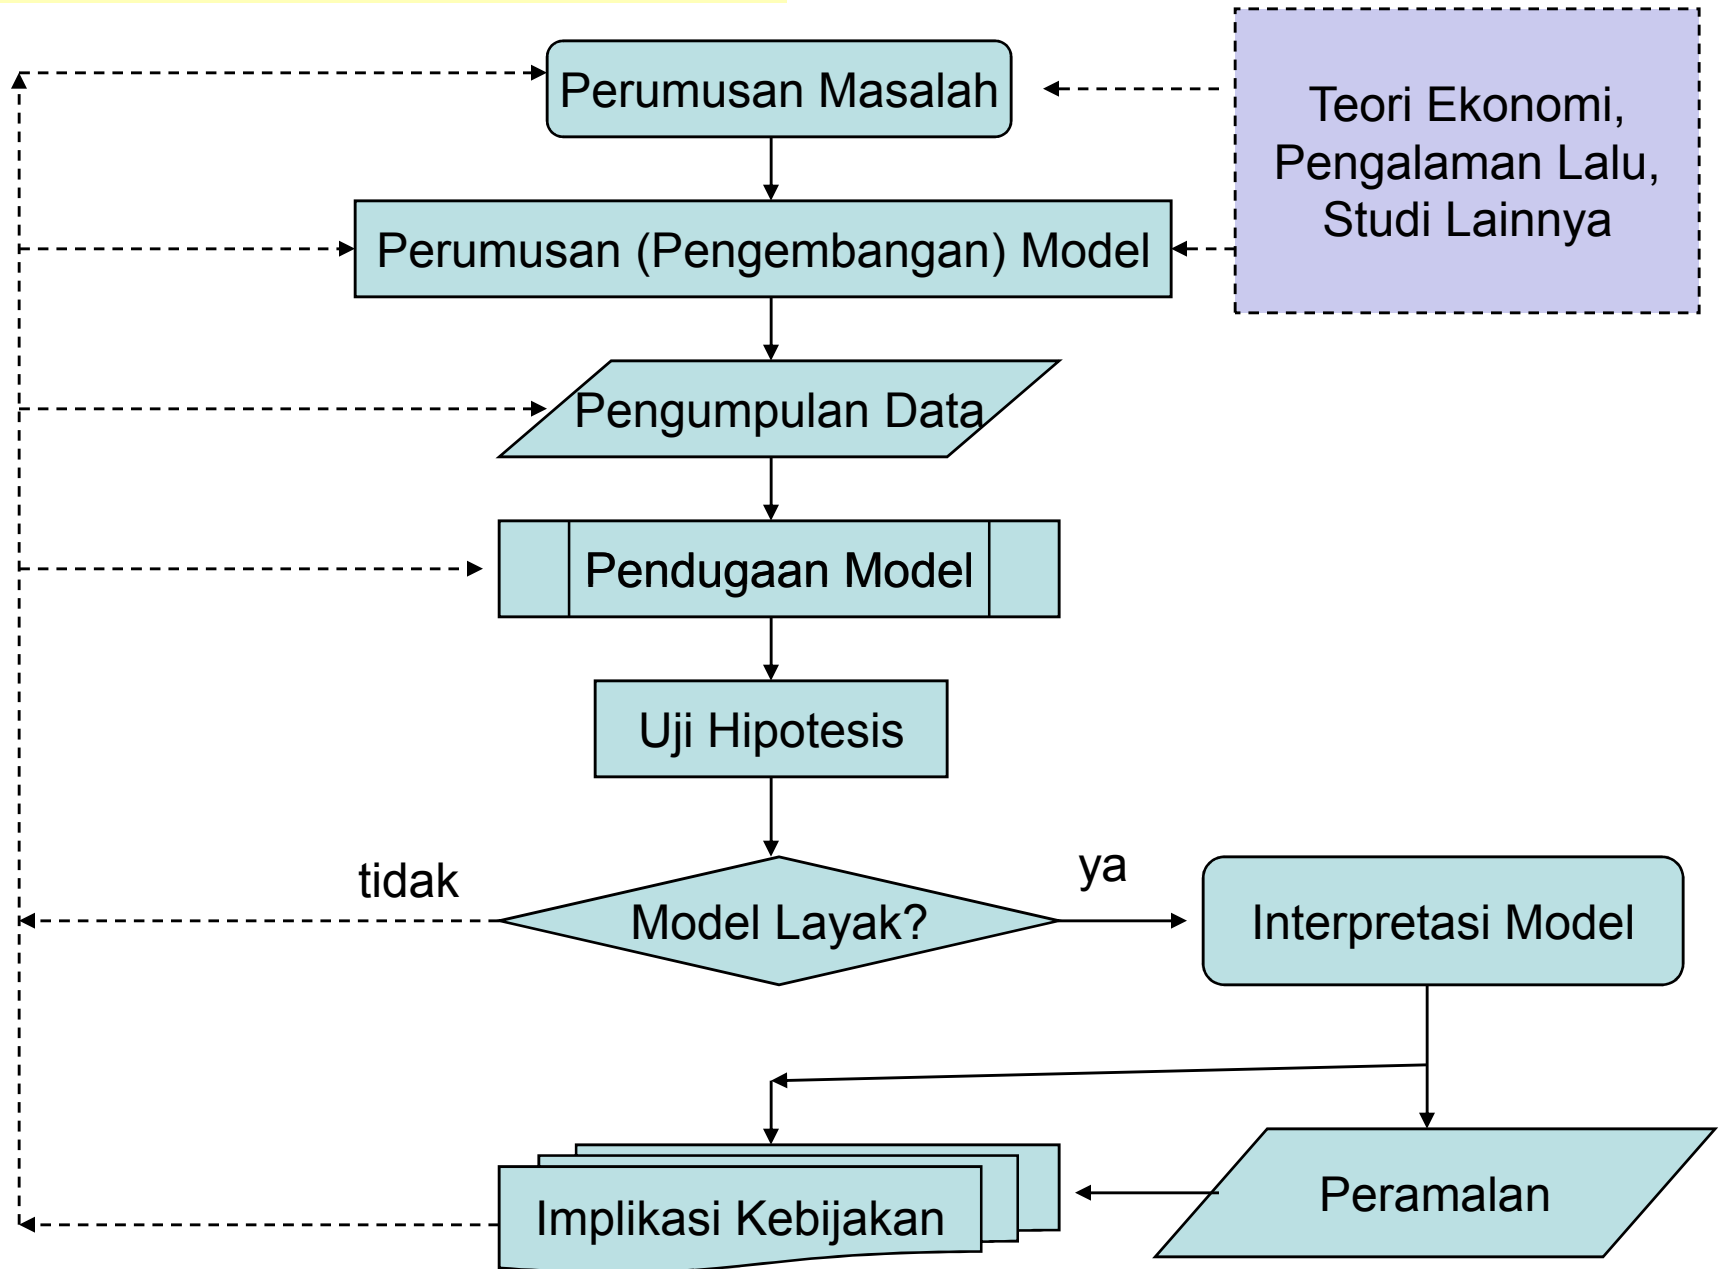 Perumusan Masalah
Teori Ekonomi,
Pengalaman Lalu,
Studi Lainnya
Perumusan (Pengembangan) Model
Pengumpulan Data
Pendugaan Model
Uji Hipotesis
tidak
ya
Model Layak?
Interpretasi Model
Peramalan
Implikasi Kebijakan